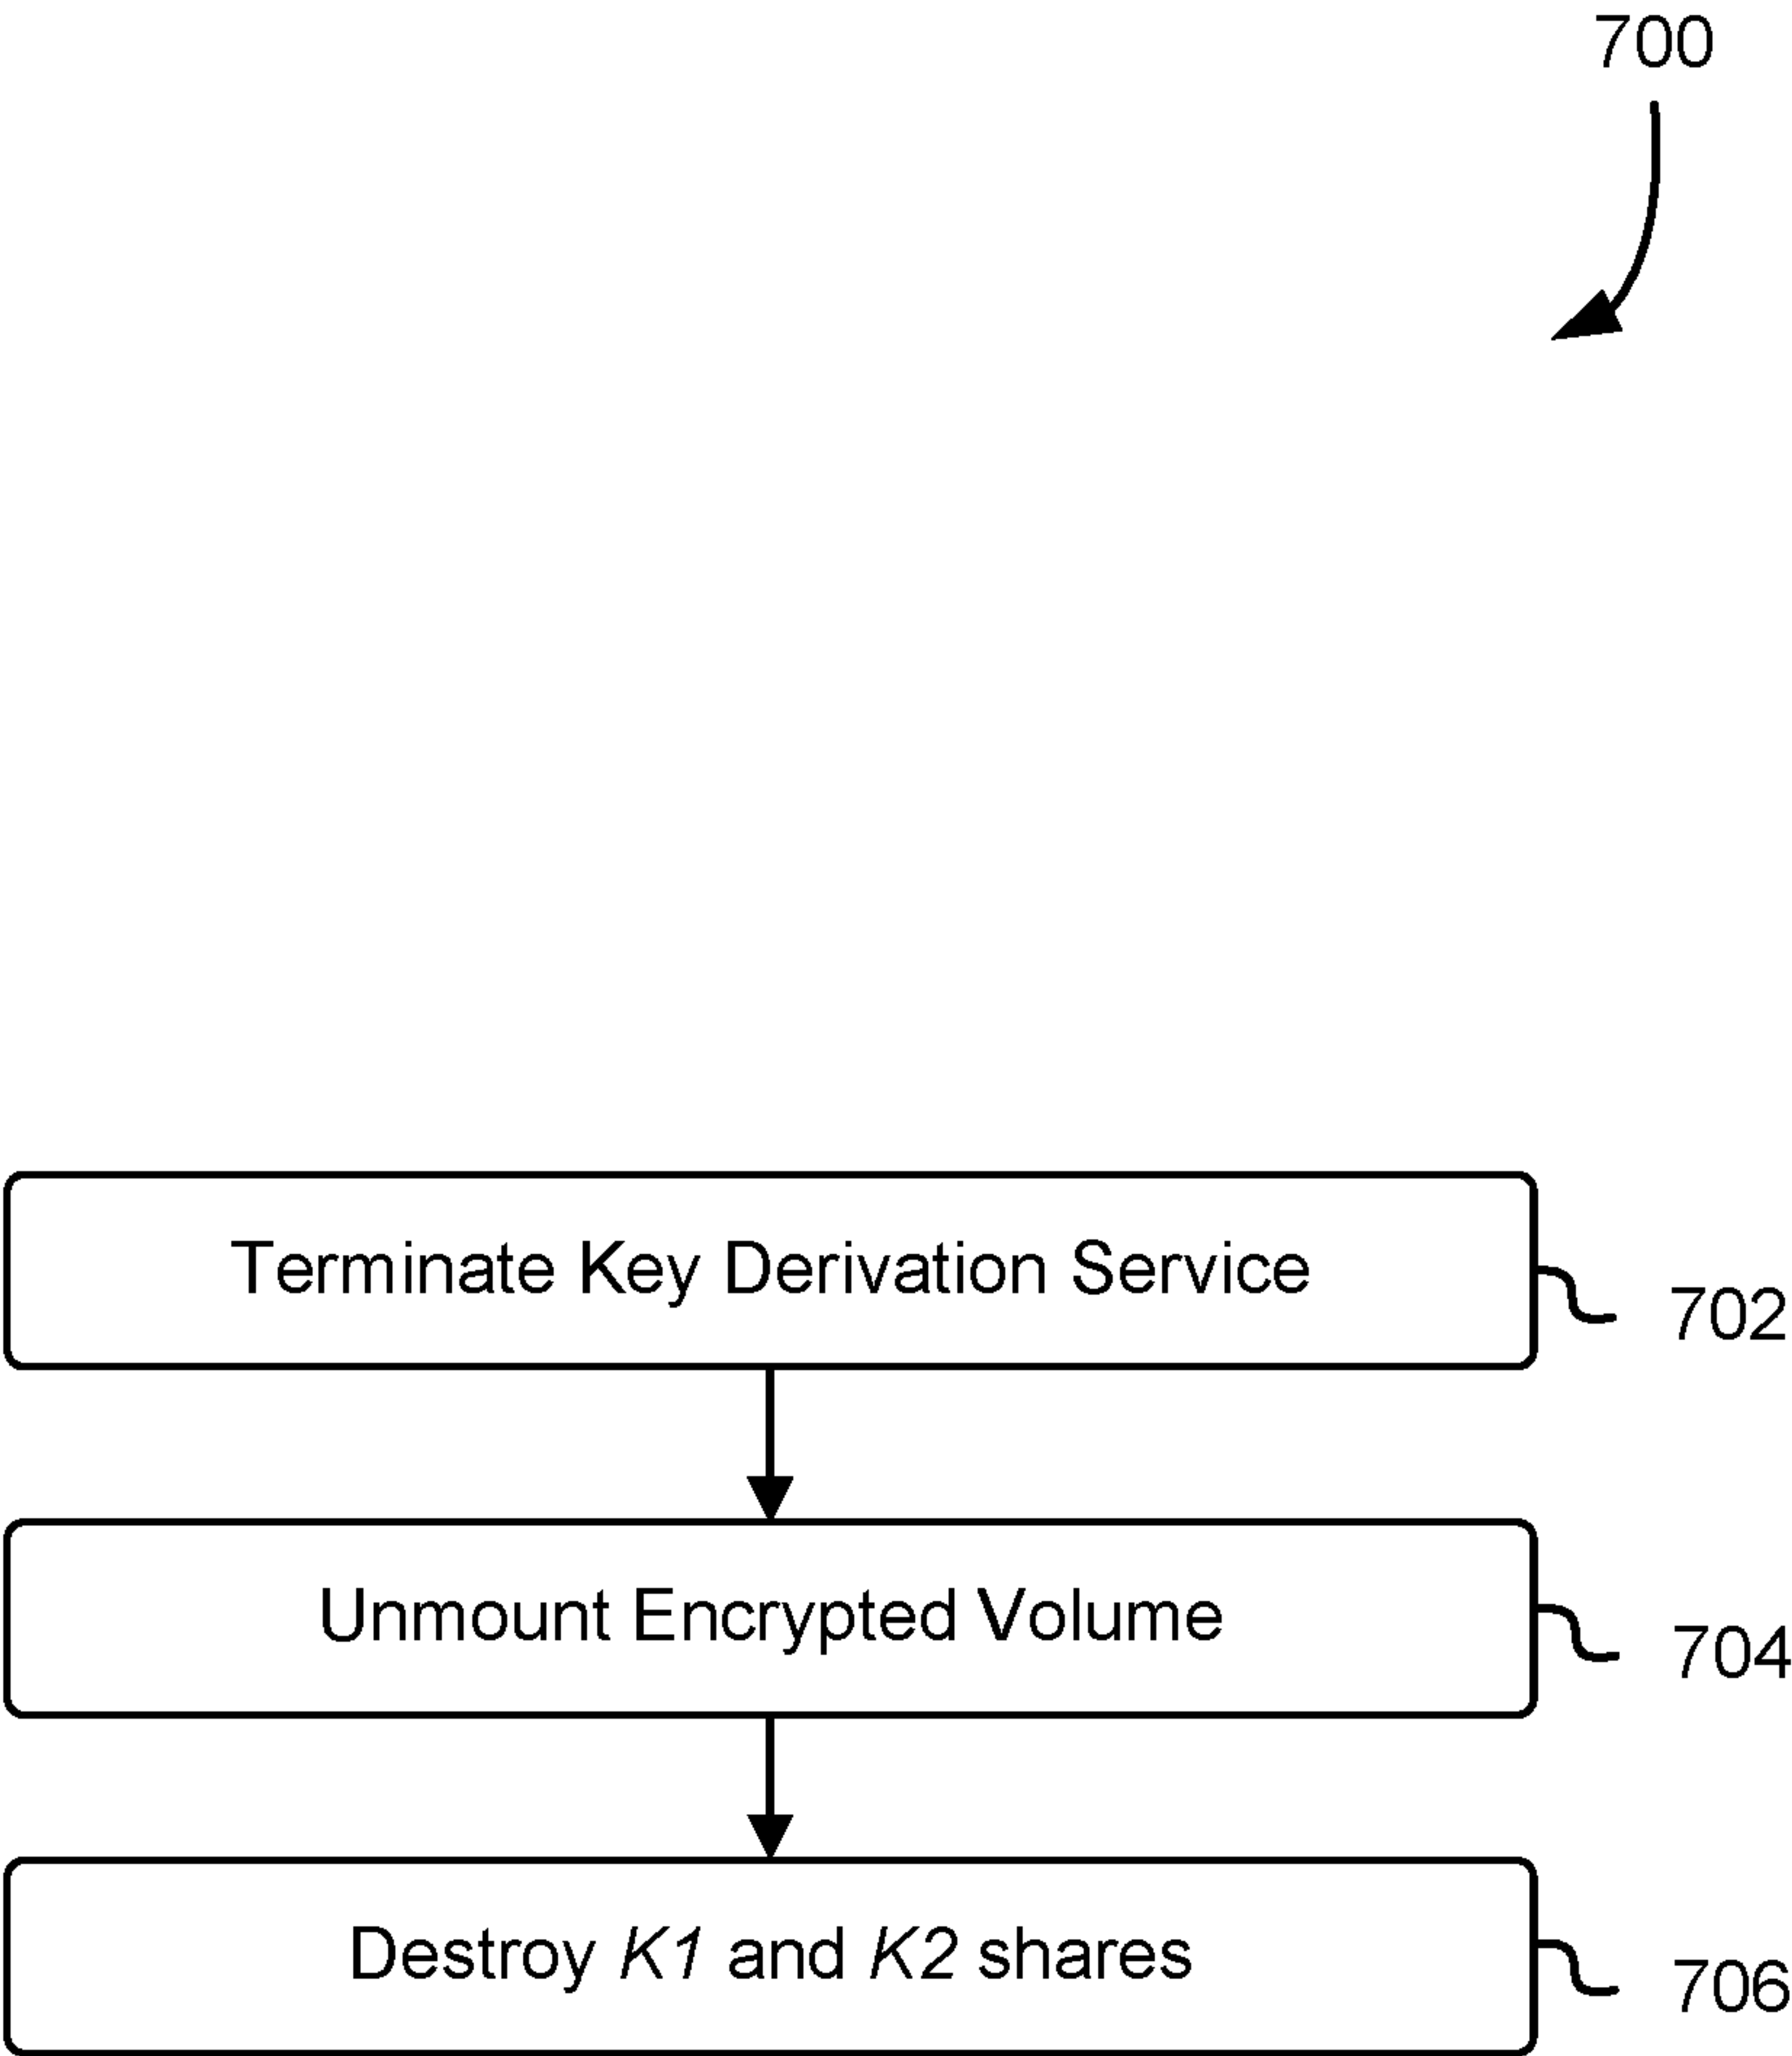 700
Terminate Key Derivation Service
702
Unmount Encrypted Volume
704
Destroy K1 and K2 shares
706